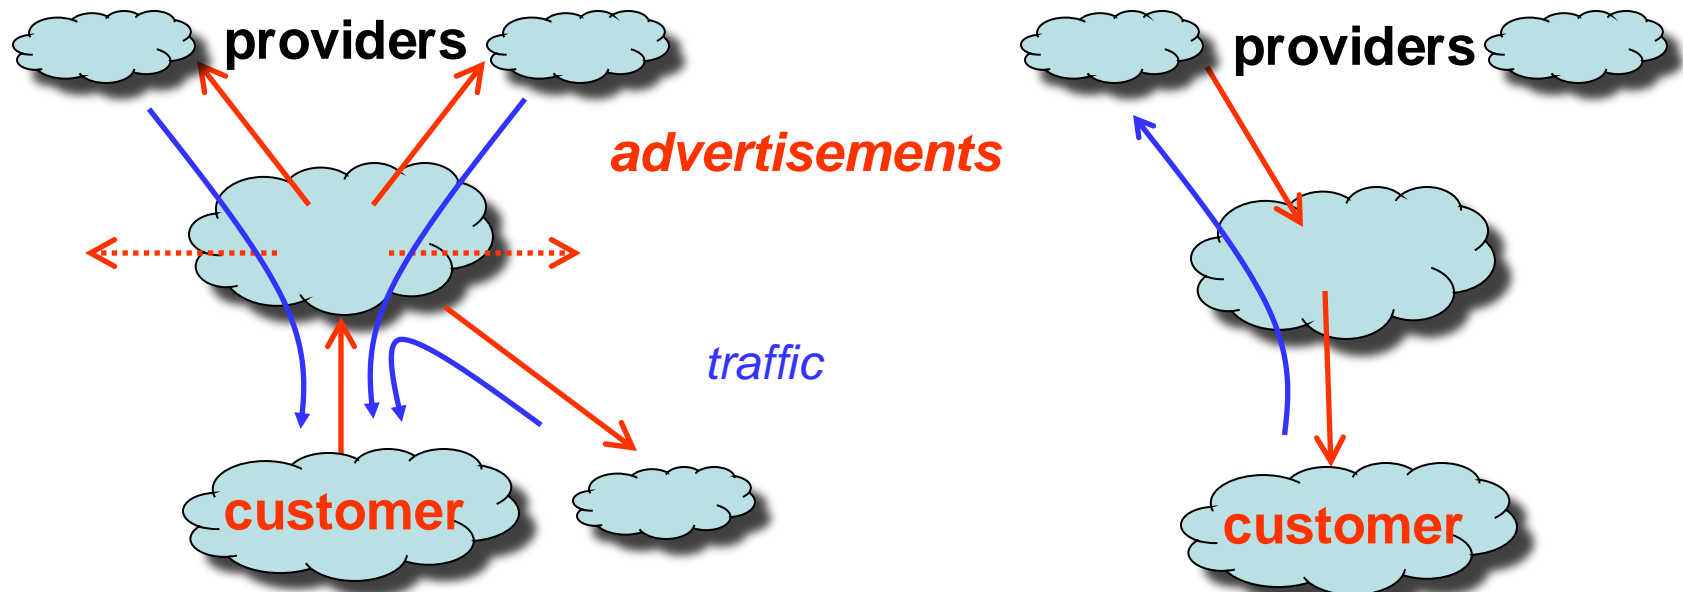 providers
providers
advertisements
traffic
customer
customer